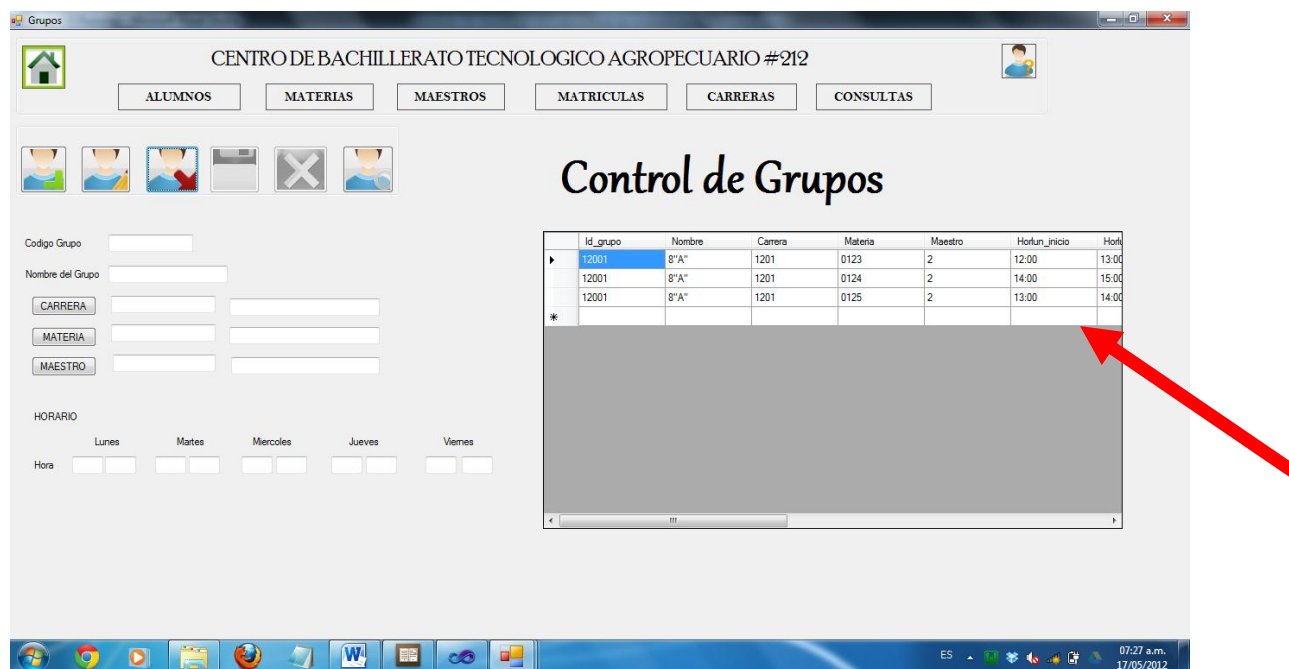 Grupos
CENTRO DE BACHILLERATO TECNOLOGICO AGROPECUARIO #212
ALUMNOS MATERIAS MAESTROS MATRICULAS CARRERAS CONSULTAS
Control de Grupos
Codigo Grupo
Nombre del Grupo
CARRERA
MATERIA
MAESTRO
HORARIO
Lunes Martes Miercoles Jueves Viernes
Hora
Id_grupo Nombre Carrera Materia Maestro Horlun_inicio
12001 8"A" 1201 0123 2 12:00 13:00
12001 8"A" 1201 0124 2 14:00 15:00
12001 8"A" 1201 0125 2 13:00 14:00
ES
07:27 a.m.
17/05/2012